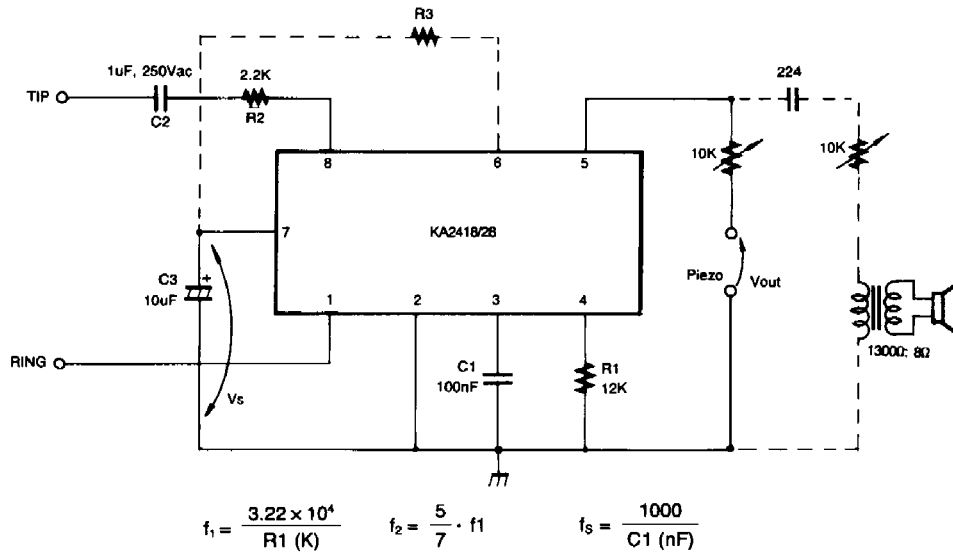 R3
1uF, 250Vac
2.2K
224
TIP
C2
R2
8
6
5
10K
10K
7
KA2418/28
C3
+
10uF
Piezo
Vout
1
2
3
4
RING
C1
100nF
R1
12K
13000Ω: 8Ω
Vs
f₁ = 3.22 × 10⁴ / R1 (K)
f₂ = 5 / 7 · f1
fS = 1000 / C1 (nF)